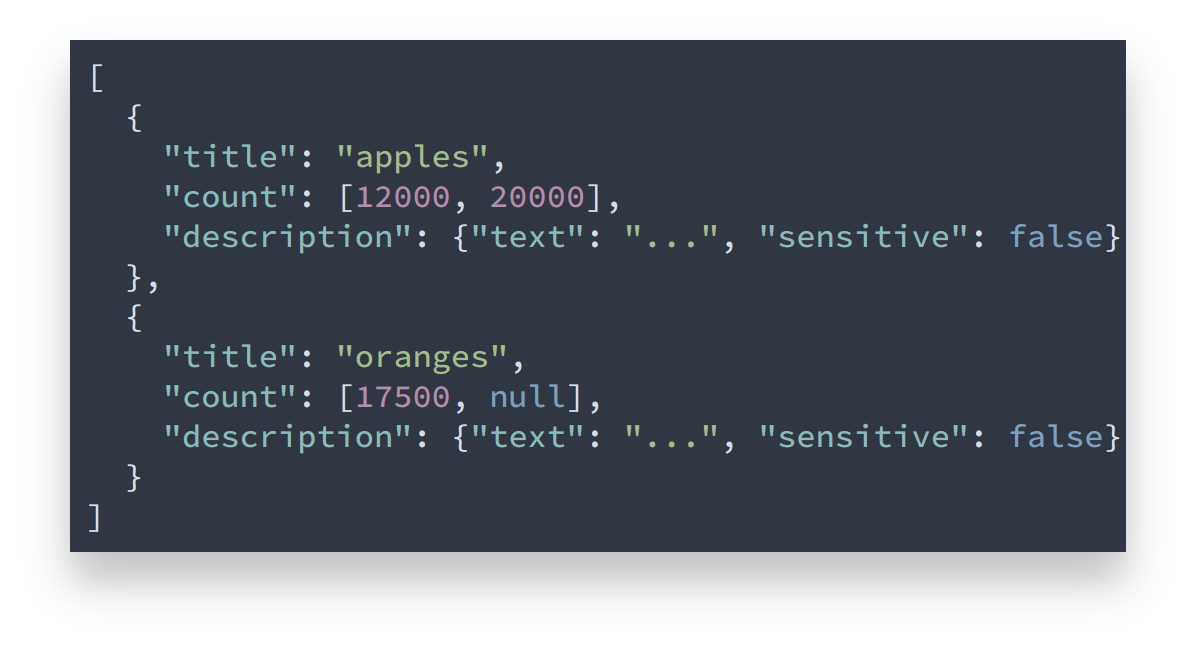 [
  {
    "title": "apples",
    "count": [12000, 20000],
    "description": {"text": "...", "sensitive": false}
  },
  {
    "title": "oranges",
    "count": [17500, null],
    "description": {"text": "...", "sensitive": false}
  }
]